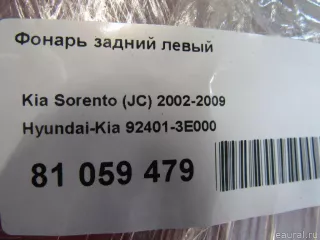 Фонарь задний левый
Kia Sorento (JC) 2002-2009
Hyundai-Kia 92401-3E000
81 059 479